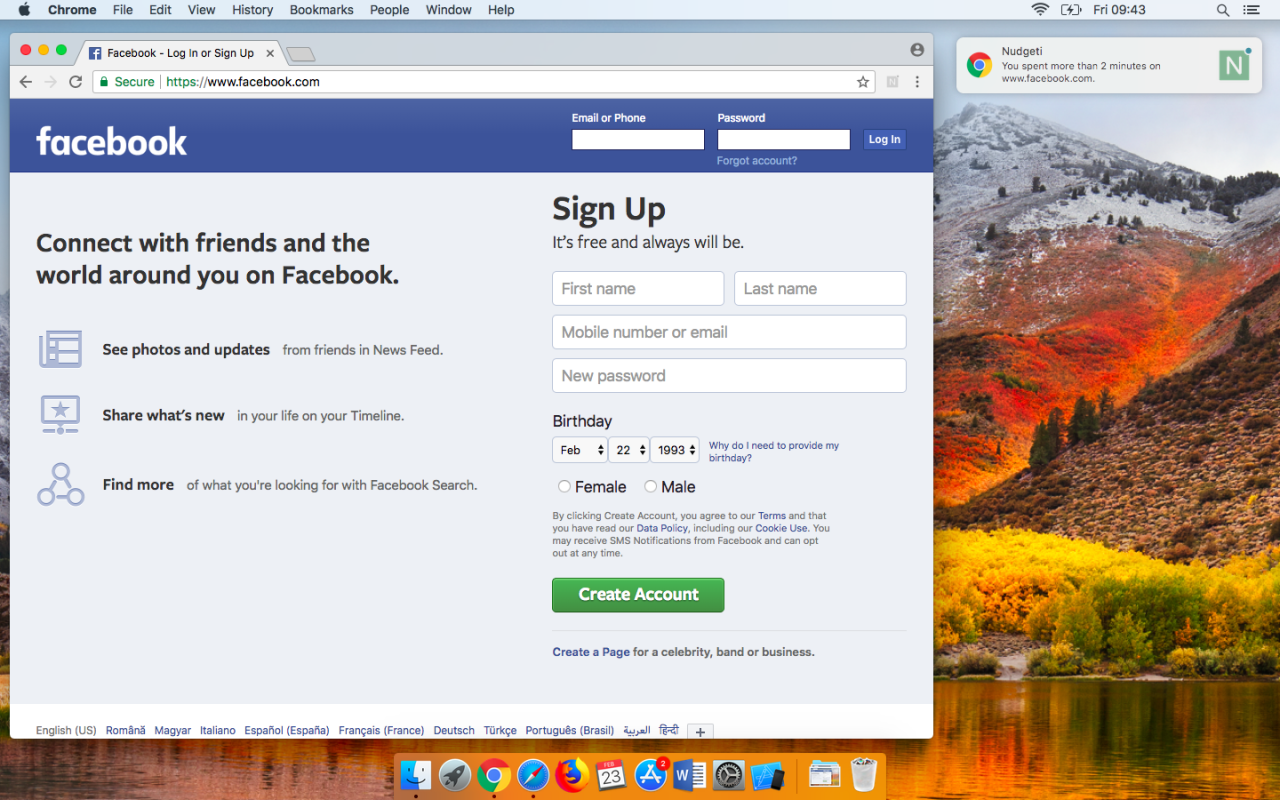 Chrome File Edit View History Bookmarks People Window Help Fri 09:43
Facebook - Log In or Sign Up
Nudgeti
You spent more than 2 minutes on
www.facebook.com.
N
Secure https://www.facebook.com
facebook
Email or Phone Password
Log In
Forgot account?
Connect with friends and the
world around you on Facebook.
See photos and updates from friends in News Feed.
Share what's new in your life on your Timeline.
Find more of what you're looking for with Facebook Search.
Sign Up
It's free and always will be.
First name Last name
Mobile number or email
New password
Birthday
Feb 22 1993 Why do I need to provide my
birthday?
Female Male
By clicking Create Account, you agree to our Terms and that
you have read our Data Policy, including our Cookie Use. You
may receive SMS Notifications from Facebook and can opt
out at any time.
Create Account
Create a Page for a celebrity, band or business.
English (US) Română Magyar Italiano Español (España) Français (France) Deutsch Türkçe Português (Brasil) العربية हिन्दी +
FEB
23
2
W